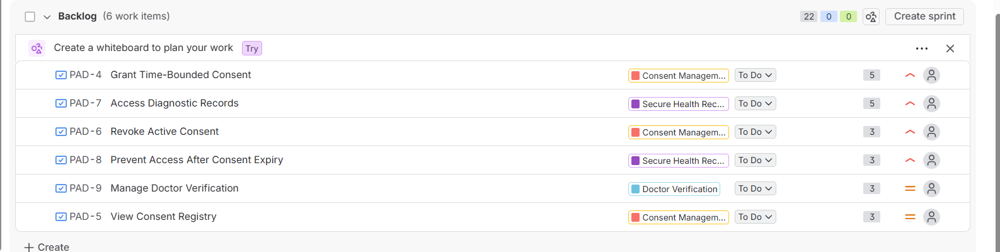 Backlog (6 work items) 22 0 0 Create sprint
Create a whiteboard to plan your work Try
PAD-4 Grant Time-Bounded Consent Consent Managem... To Do 5
PAD-7 Access Diagnostic Records Secure Health Rec... To Do 5
PAD-6 Revoke Active Consent Consent Managem... To Do 3
PAD-8 Prevent Access After Consent Expiry Secure Health Rec... To Do 3
PAD-9 Manage Doctor Verification Doctor Verification To Do 3
PAD-5 View Consent Registry Consent Managem... To Do 3
+ Create